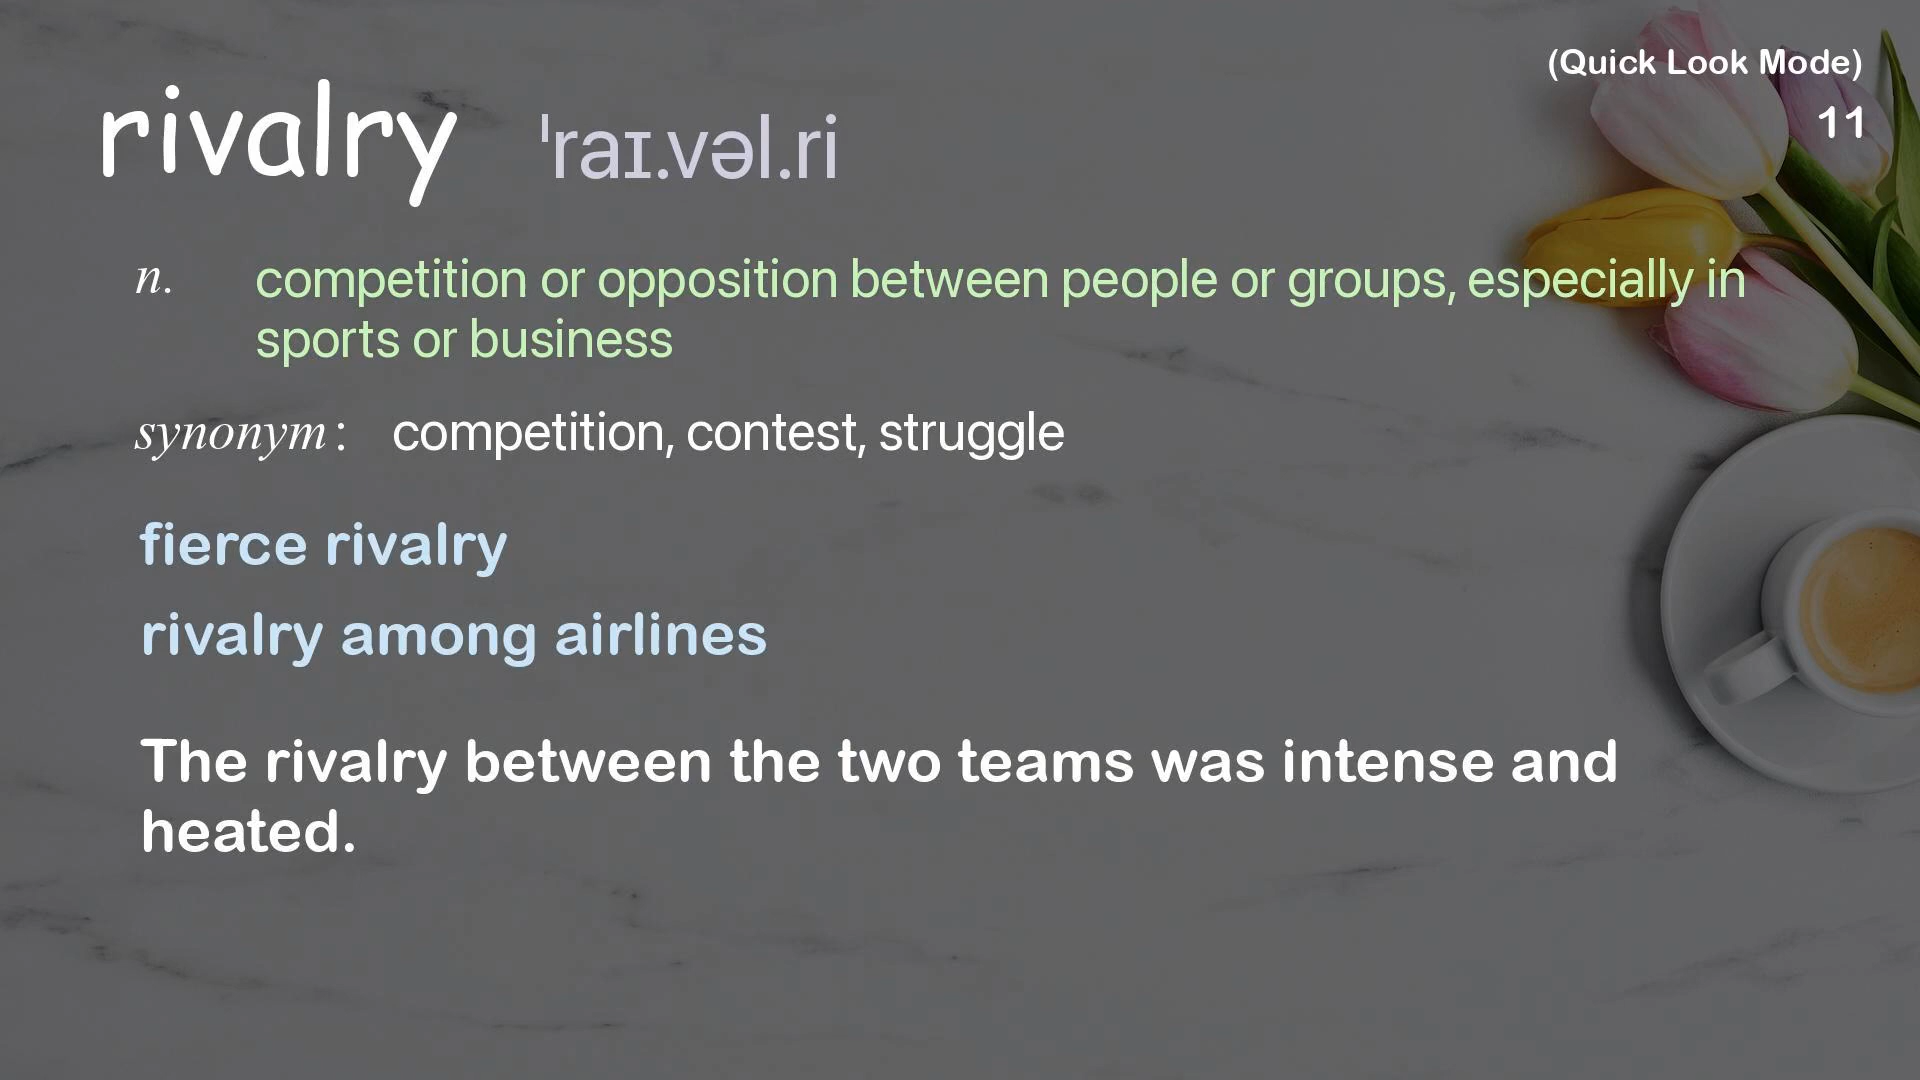 (Quick Look Mode)
11
rivalry ˈraɪ.vəl.ri
n. competition or opposition between people or groups, especially in
sports or business
synonym: competition, contest, struggle
fierce rivalry
rivalry among airlines
The rivalry between the two teams was intense and
heated.